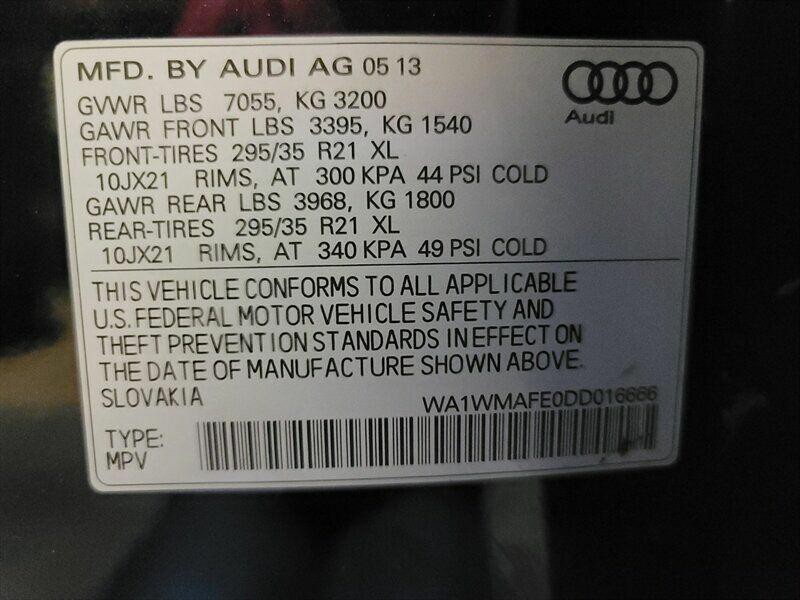 MFD. BY AUDI AG 05 13
Audi
GVWR LBS 7055, KG 3200
GAWR FRONT LBS 3395, KG 1540
FRONT-TIRES 295/35 R21 XL
10JX21 RIMS, AT 300 KPA 44 PSI COLD
GAWR REAR LBS 3968, KG 1800
REAR-TIRES 295/35 R21 XL
10JX21 RIMS, AT 340 KPA 49 PSI COLD
THIS VEHICLE CONFORMS TO ALL APPLICABLE
U.S. FEDERAL MOTOR VEHICLE SAFETY AND
THEFT PREVENTION STANDARDS IN EFFECT ON
THE DATE OF MANUFACTURE SHOWN ABOVE.
SLOVAKIA
WA1WMAFE0DD016666
TYPE:
MPV